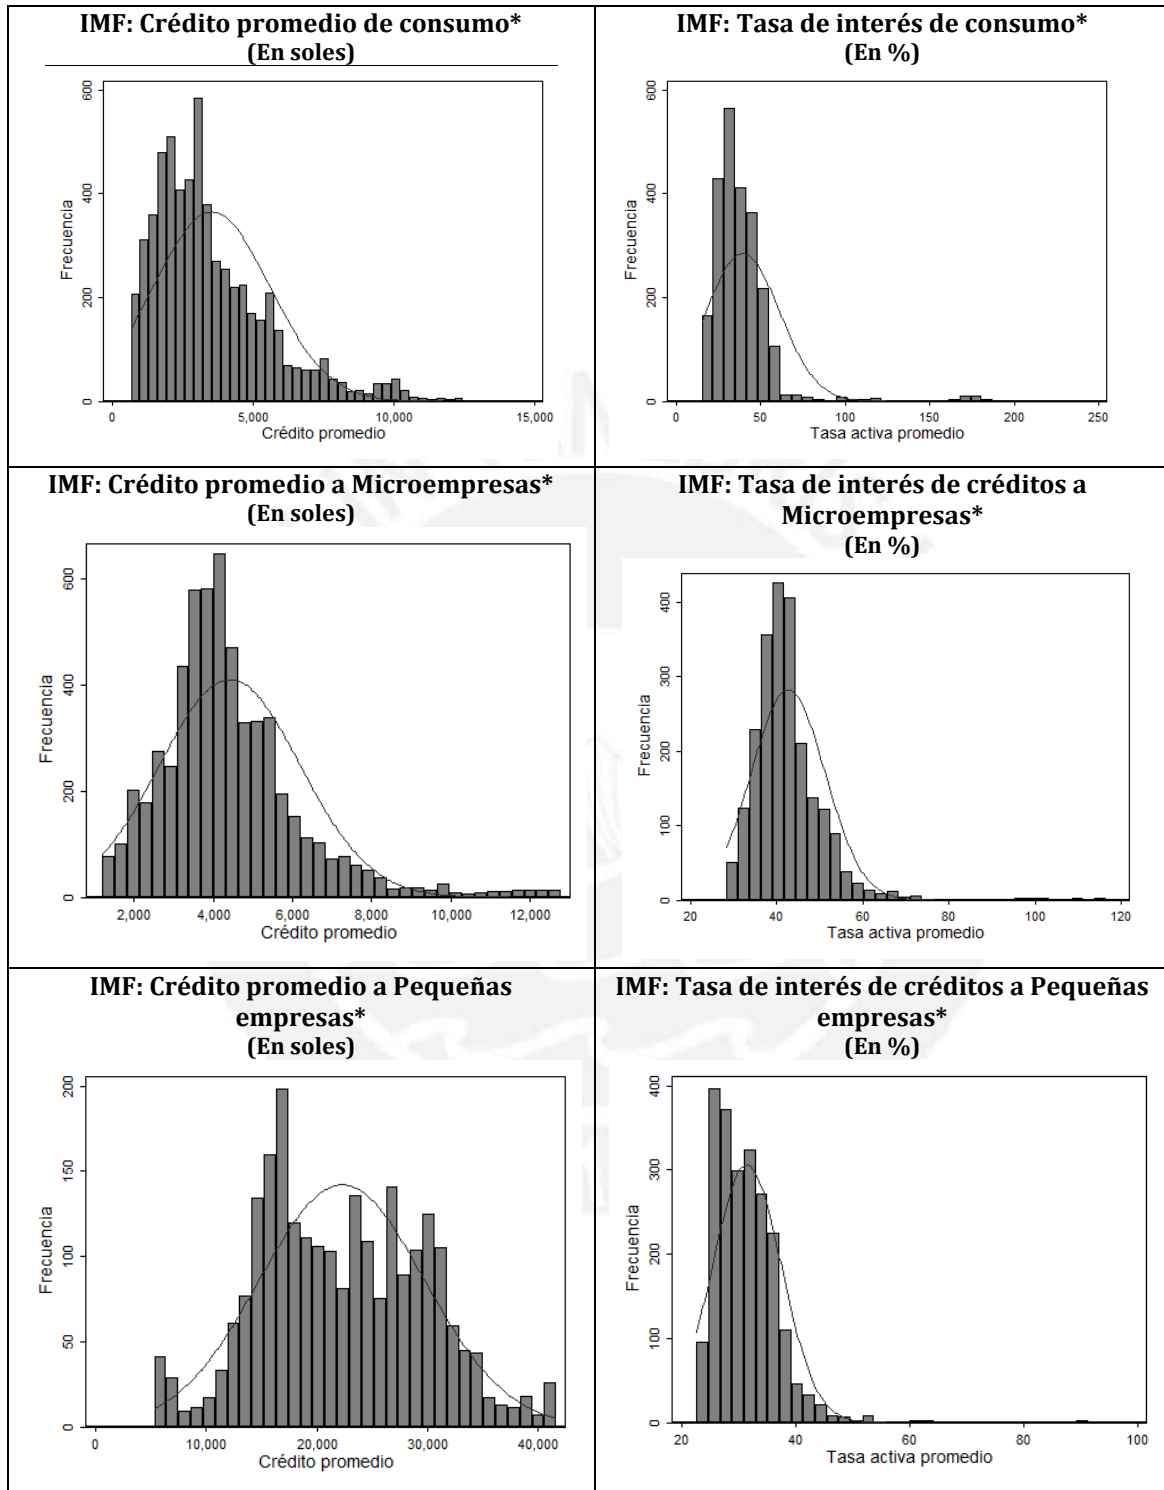 IMF: Crédito promedio de consumo*
(En soles)
600
400
200
0
Frecuencia
0
5,000
10,000
15,000
Crédito promedio
IMF: Tasa de interés de consumo*
(En %)
600
400
200
0
Frecuencia
0
50
100
150
200
250
Tasa activa promedio
IMF: Crédito promedio a Microempresas*
(En soles)
600
400
200
0
Frecuencia
2,000
4,000
6,000
8,000
10,000
12,000
Crédito promedio
IMF: Tasa de interés de créditos a
Microempresas*
(En %)
400
300
200
100
0
Frecuencia
20
40
60
80
100
120
Tasa activa promedio
IMF: Crédito promedio a Pequeñas
empresas*
(En soles)
200
150
100
50
0
Frecuencia
0
10,000
20,000
30,000
40,000
Crédito promedio
IMF: Tasa de interés de créditos a Pequeñas
empresas*
(En %)
400
300
200
100
0
Frecuencia
20
40
60
80
100
Tasa activa promedio